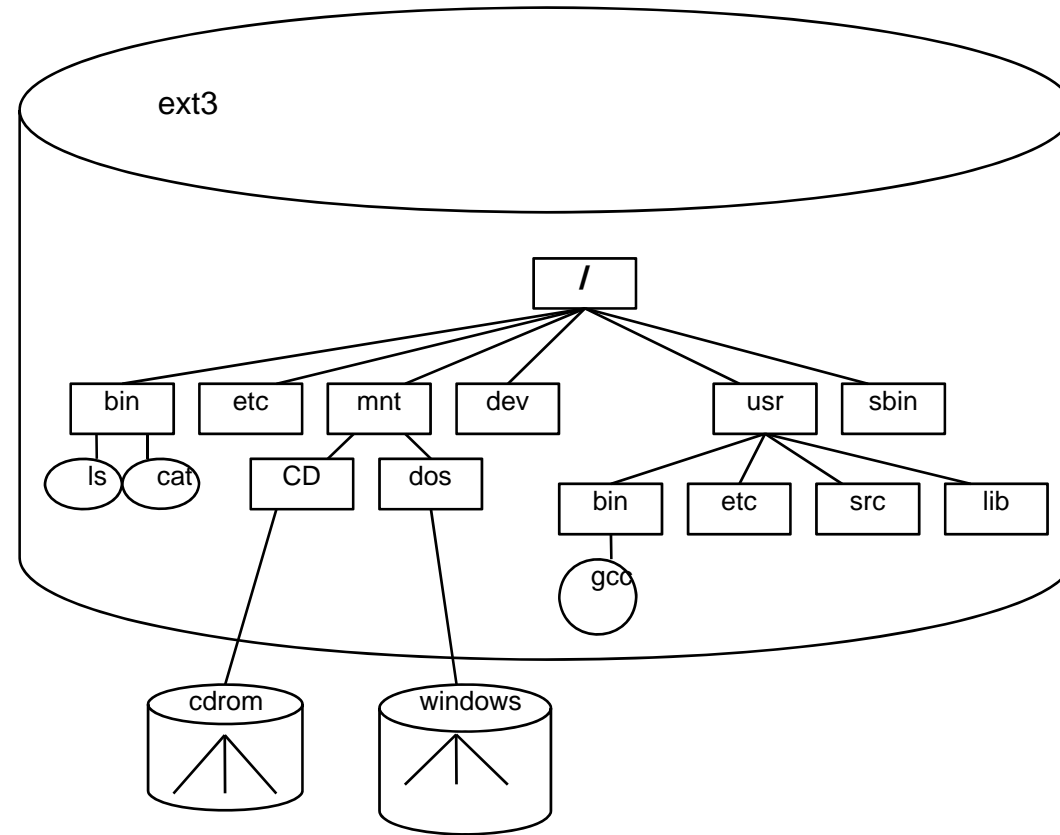 ext3
/
bin etc mnt dev usr sbin
ls cat CD dos bin etc src lib
gcc
cdrom windows